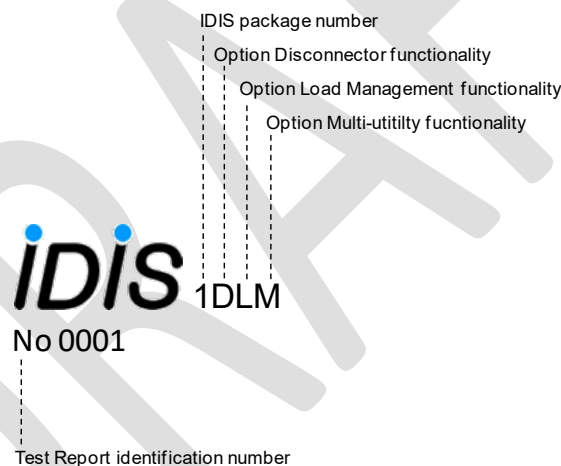 IDIS package number
Option Disconnector functionality
Option Load Management functionality
Option Multi-utitilty fucntionality
iDiS 1DLM
No 0001
Test Report identification number